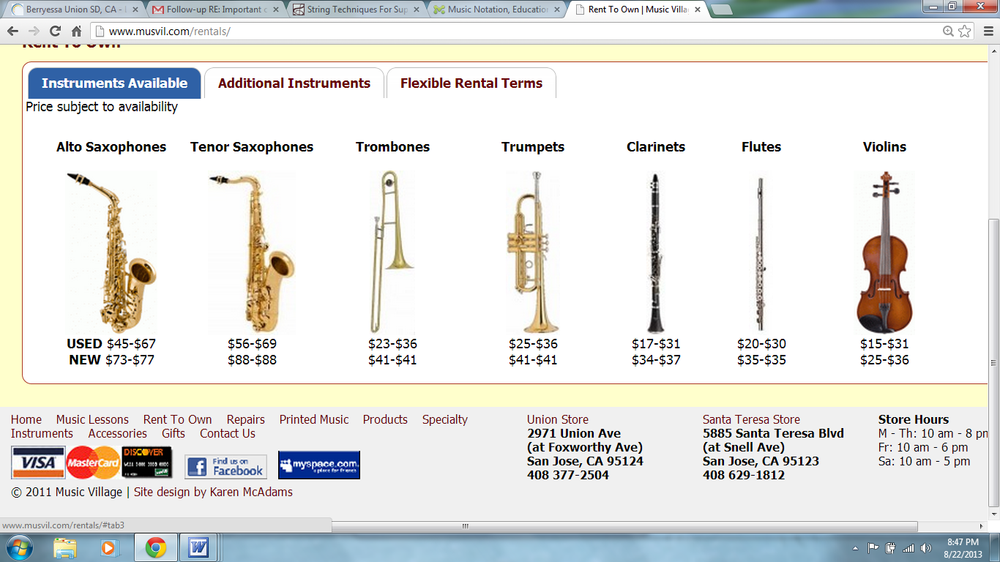 Berryessa Union SD, CA - 
Follow-up RE: Important
String Techniques For Sup
Music Notation, Education
Rent To Own | Music Villa
www.musvil.com/rentals/
Rent To Own
Instruments Available Additional Instruments Flexible Rental Terms
Price subject to availability
Alto Saxophones Tenor Saxophones Trombones Trumpets Clarinets Flutes Violins
USED $45-$67 $56-$69 $23-$36 $25-$36 $17-$31 $20-$30 $15-$31
NEW $73-$77 $88-$88 $41-$41 $41-$41 $34-$37 $35-$35 $25-$36
Home Music Lessons Rent To Own Repairs Printed Music Products Specialty
Instruments Accessories Gifts Contact Us
VISA MasterCard DISCOVER
Find us on
Facebook
myspace.com
a place for friends
© 2011 Music Village | Site design by Karen McAdams
Union Store
2971 Union Ave
(at Foxworthy Ave)
San Jose, CA 95124
408 377-2504
Santa Teresa Store
5885 Santa Teresa Blvd
(at Snell Ave)
San Jose, CA 95123
408 629-1812
Store Hours
M - Th: 10 am - 8 pm
Fr: 10 am - 6 pm
Sa: 10 am - 5 pm
www.musvil.com/rentals/#tab3
8:47 PM
8/22/2013